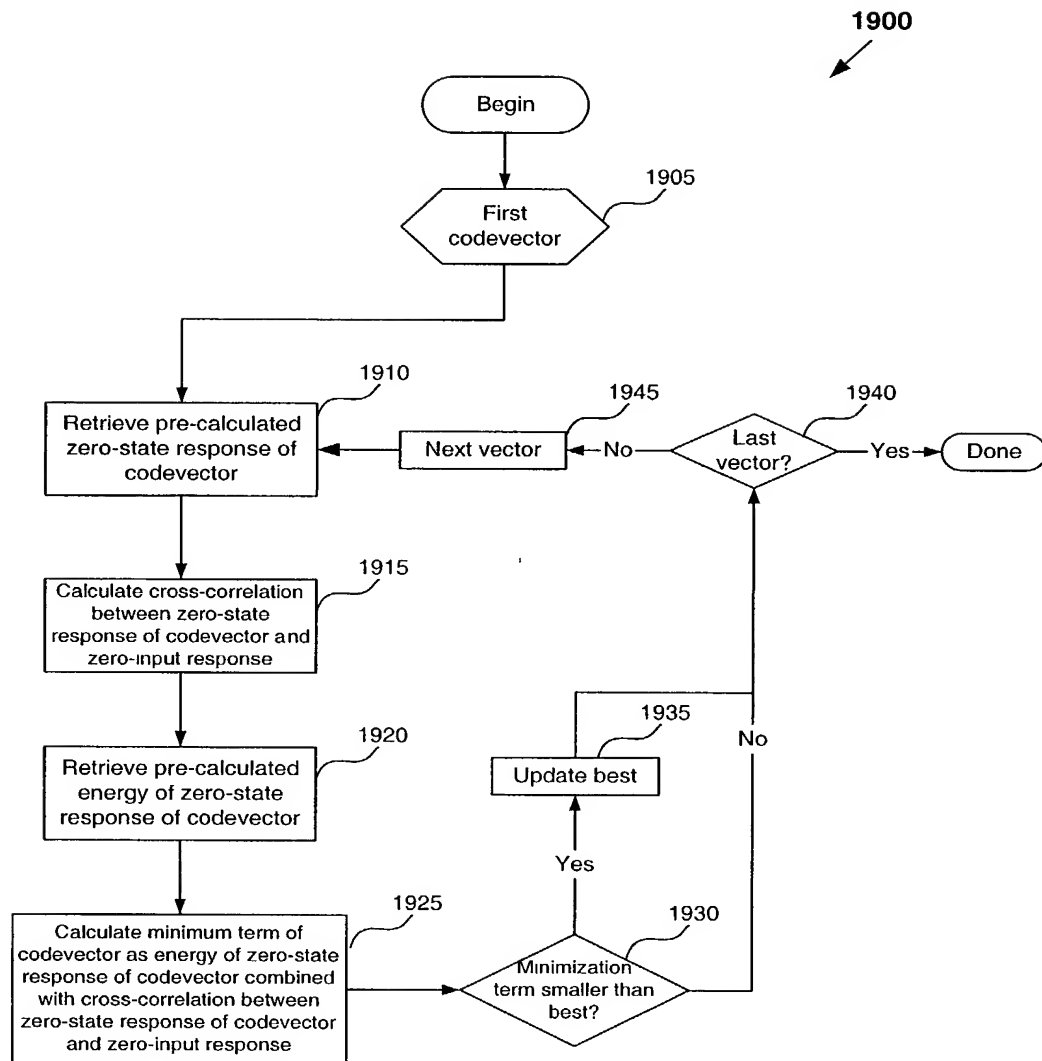 1900
Begin
1905
First
codevector
1910
Retrieve pre-calculated
zero-state response of
codevector
1945
Next vector
No
1940
Last
vector?
Yes
Done
1915
Calculate cross-correlation
between zero-state
response of codevector and
zero-input response
1920
Retrieve pre-calculated
energy of zero-state
response of codevector
1935
Update best
No
Yes
1925
Calculate minimum term of
codevector as energy of zero-state
response of codevector combined
with cross-correlation between
zero-state response of codevector
and zero-input response
1930
Minimization
term smaller than
best?